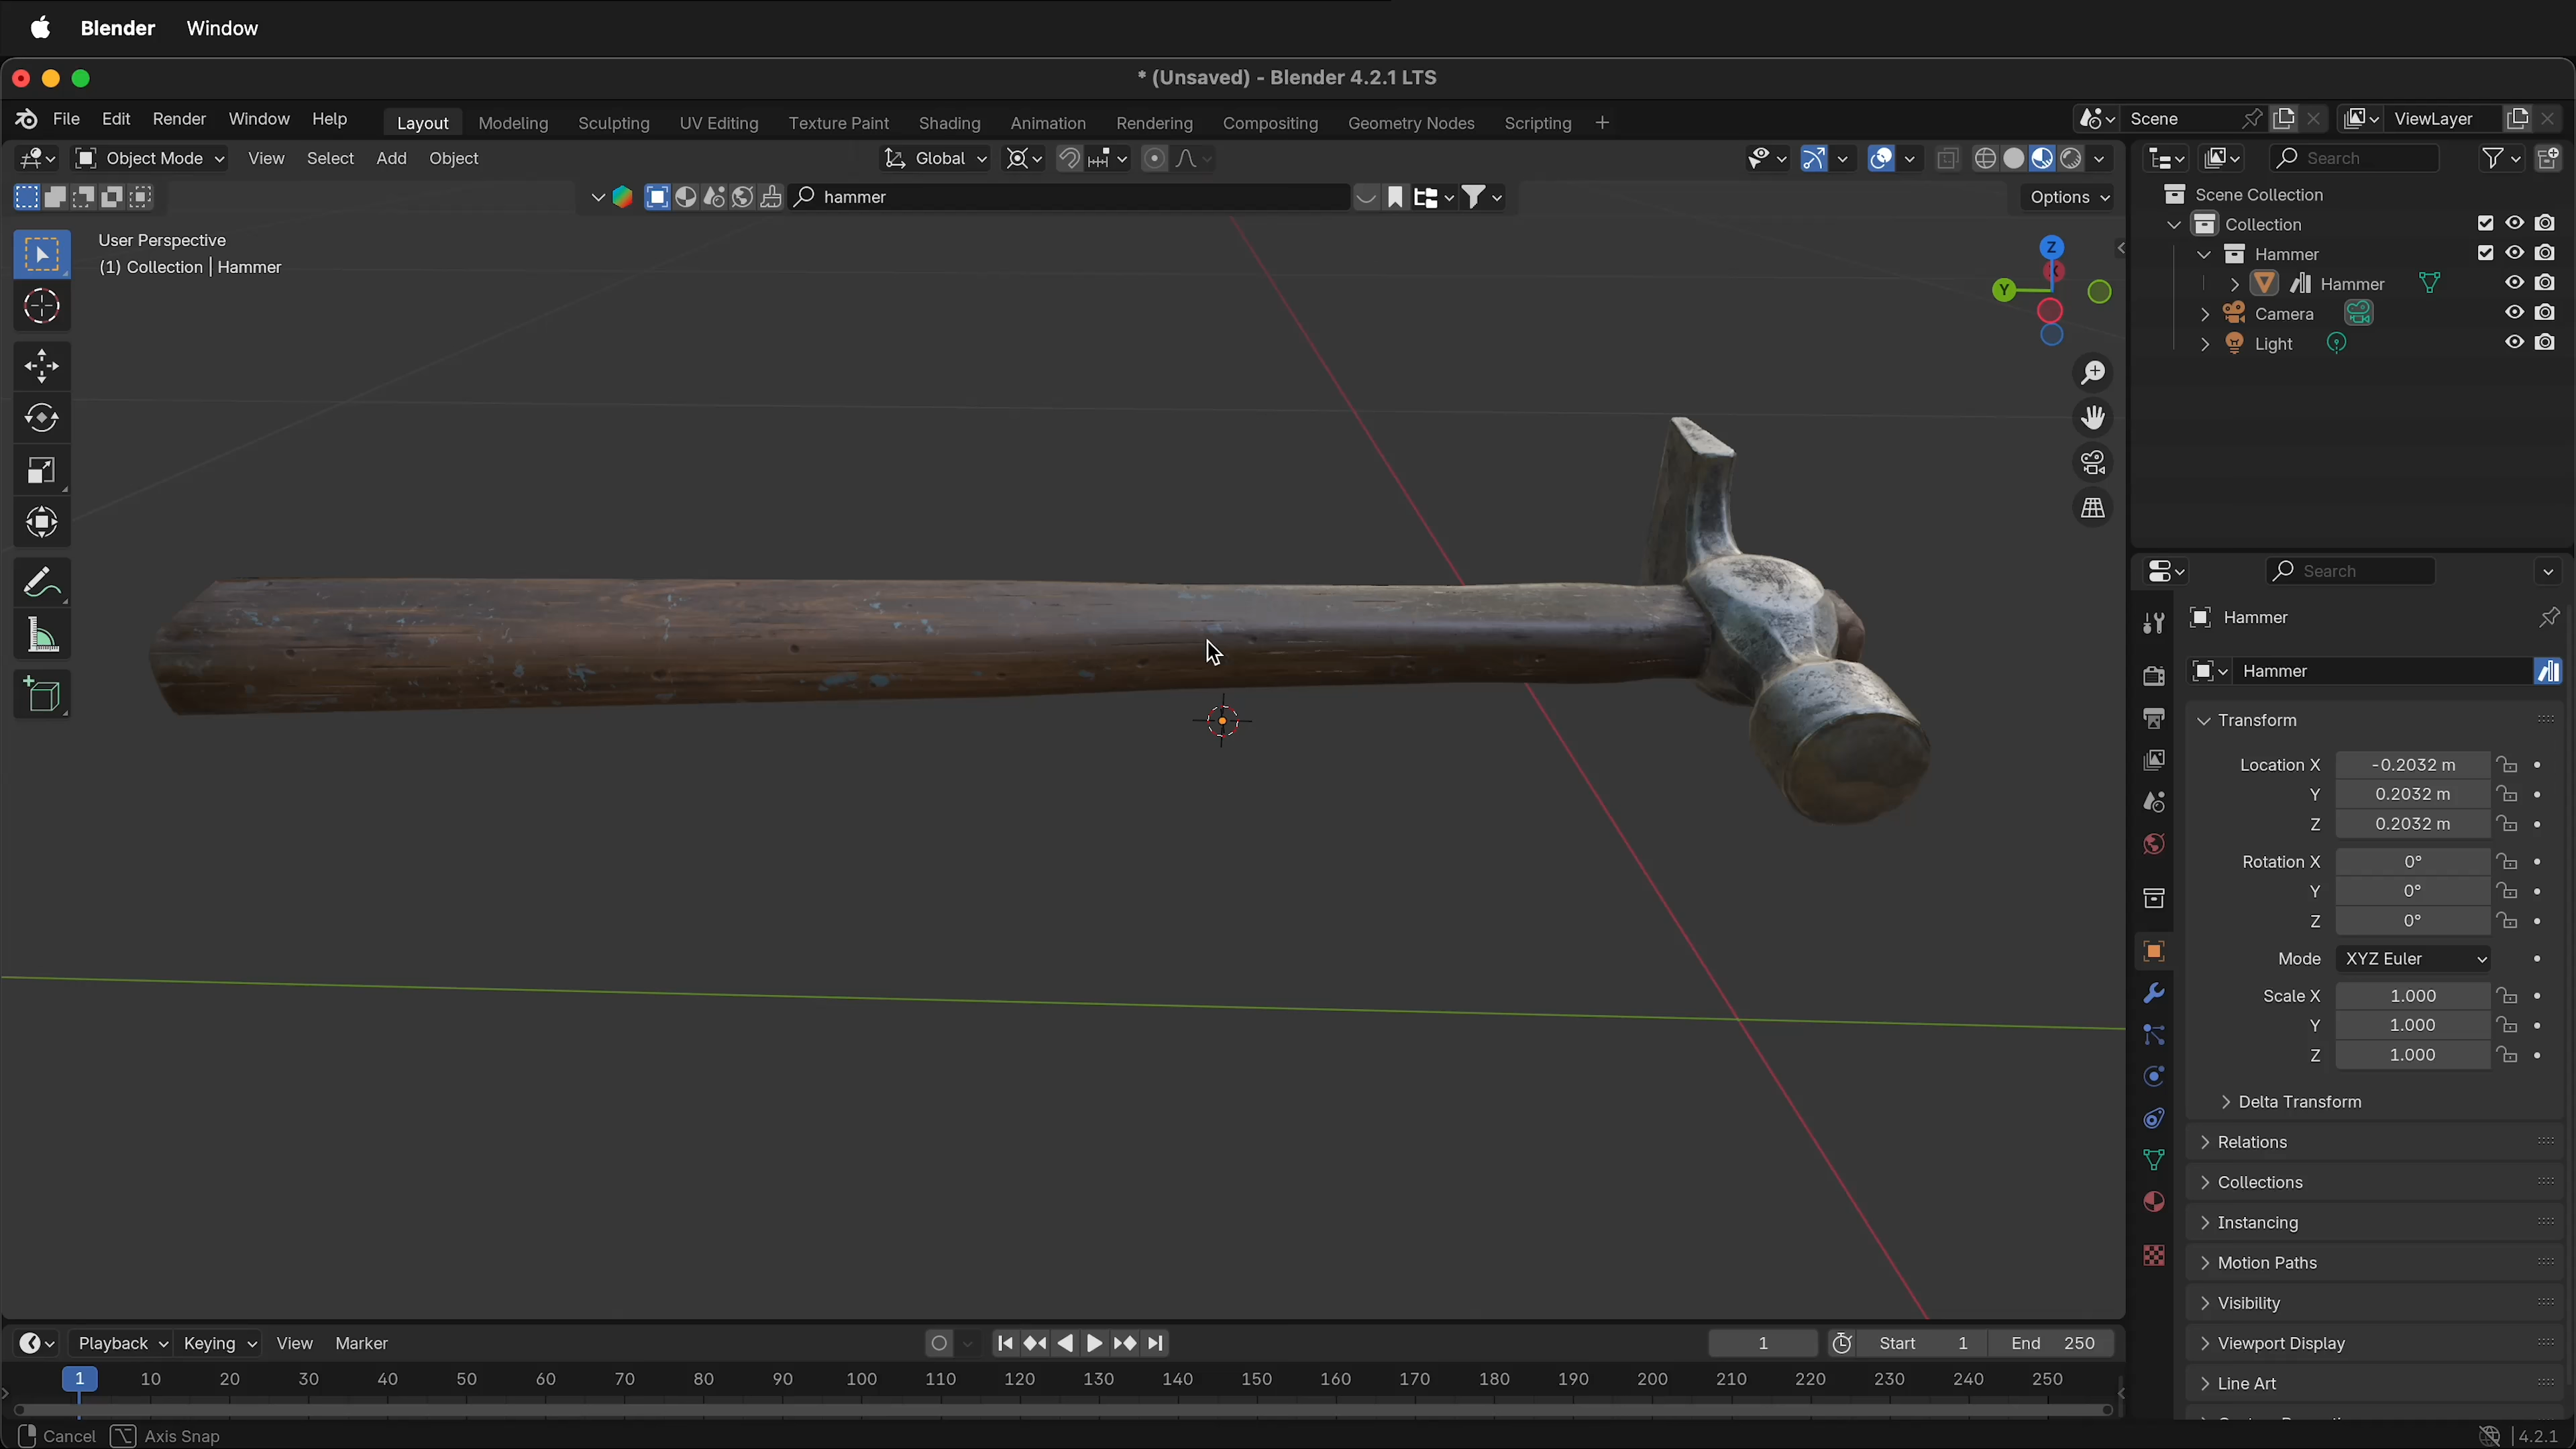 Blender Window
* (Unsaved) - Blender 4.2.1 LTS
File Edit Render Window Help Layout Modeling Sculpting UV Editing Texture Paint Shading Animation Rendering Compositing Geometry Nodes Scripting + Scene ViewLayer
Object Mode View Select Add Object Global Search
hammer Options
Scene Collection
Collection
Hammer
Hammer
Camera
Light
User Perspective
(1) Collection | Hammer
Z
Y
X
Search
Hammer
Hammer
Transform
Location X -0.2032 m
Y 0.2032 m
Z 0.2032 m
Rotation X 0°
Y 0°
Z 0°
Mode XYZ Euler
Scale X 1.000
Y 1.000
Z 1.000
Delta Transform
Relations
Collections
Instancing
Motion Paths
Visibility
Viewport Display
Line Art
Playback Keying View Marker 1 Start 1 End 250
1 10 20 30 40 50 60 70 80 90 100 110 120 130 140 150 160 170 180 190 200 210 220 230 240 250
Cancel Axis Snap 4.2.1